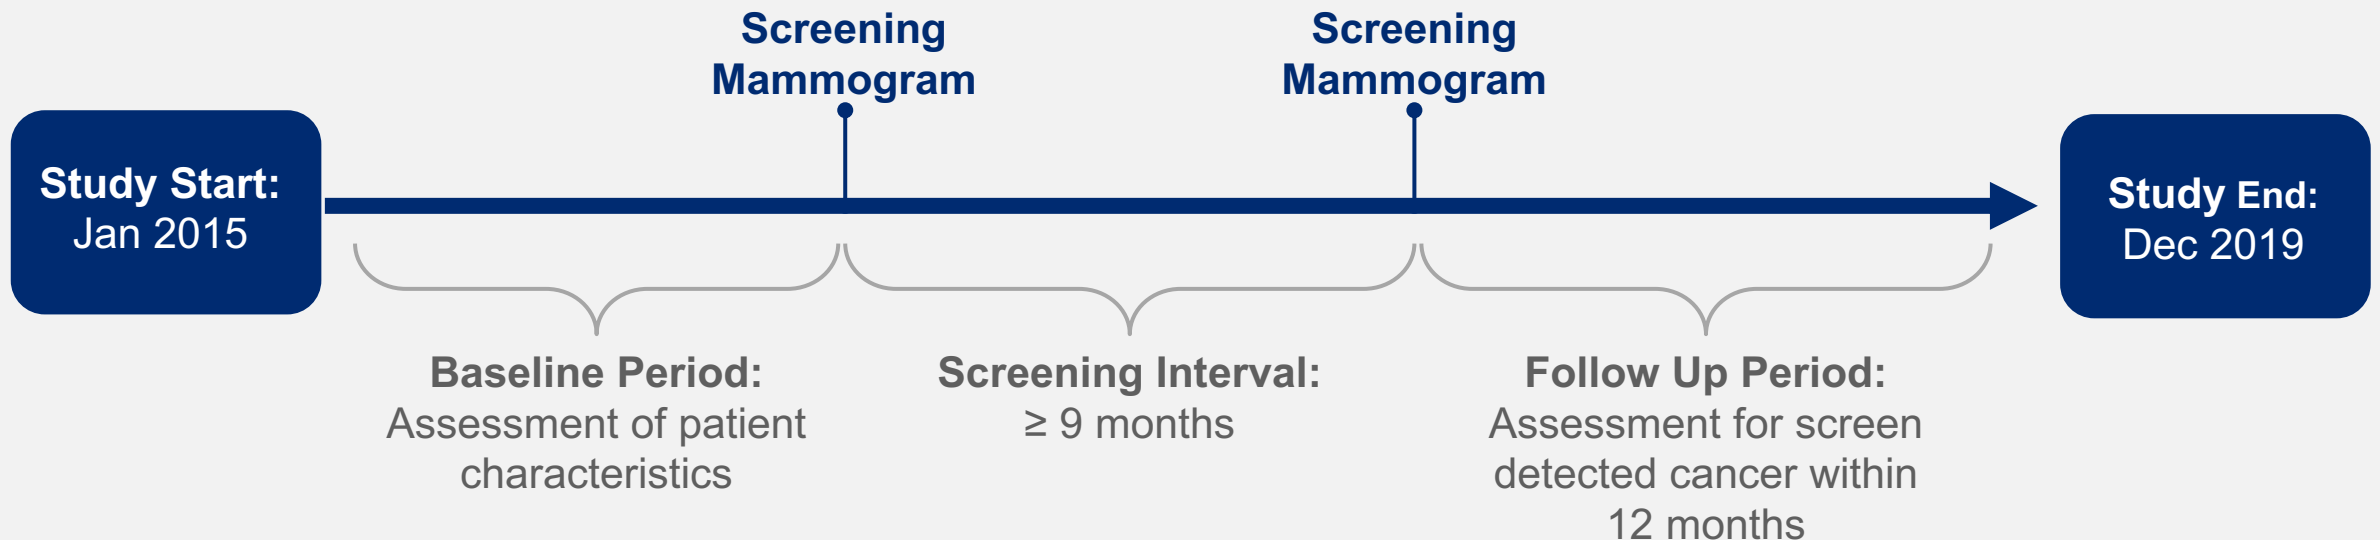 Screening
Mammogram
Screening
Mammogram
Study Start:
Jan 2015
Study End:
Dec 2019
Baseline Period:
Assessment of patient
characteristics
Screening Interval:
≥ 9 months
Follow Up Period:
Assessment for screen
detected cancer within
12 months